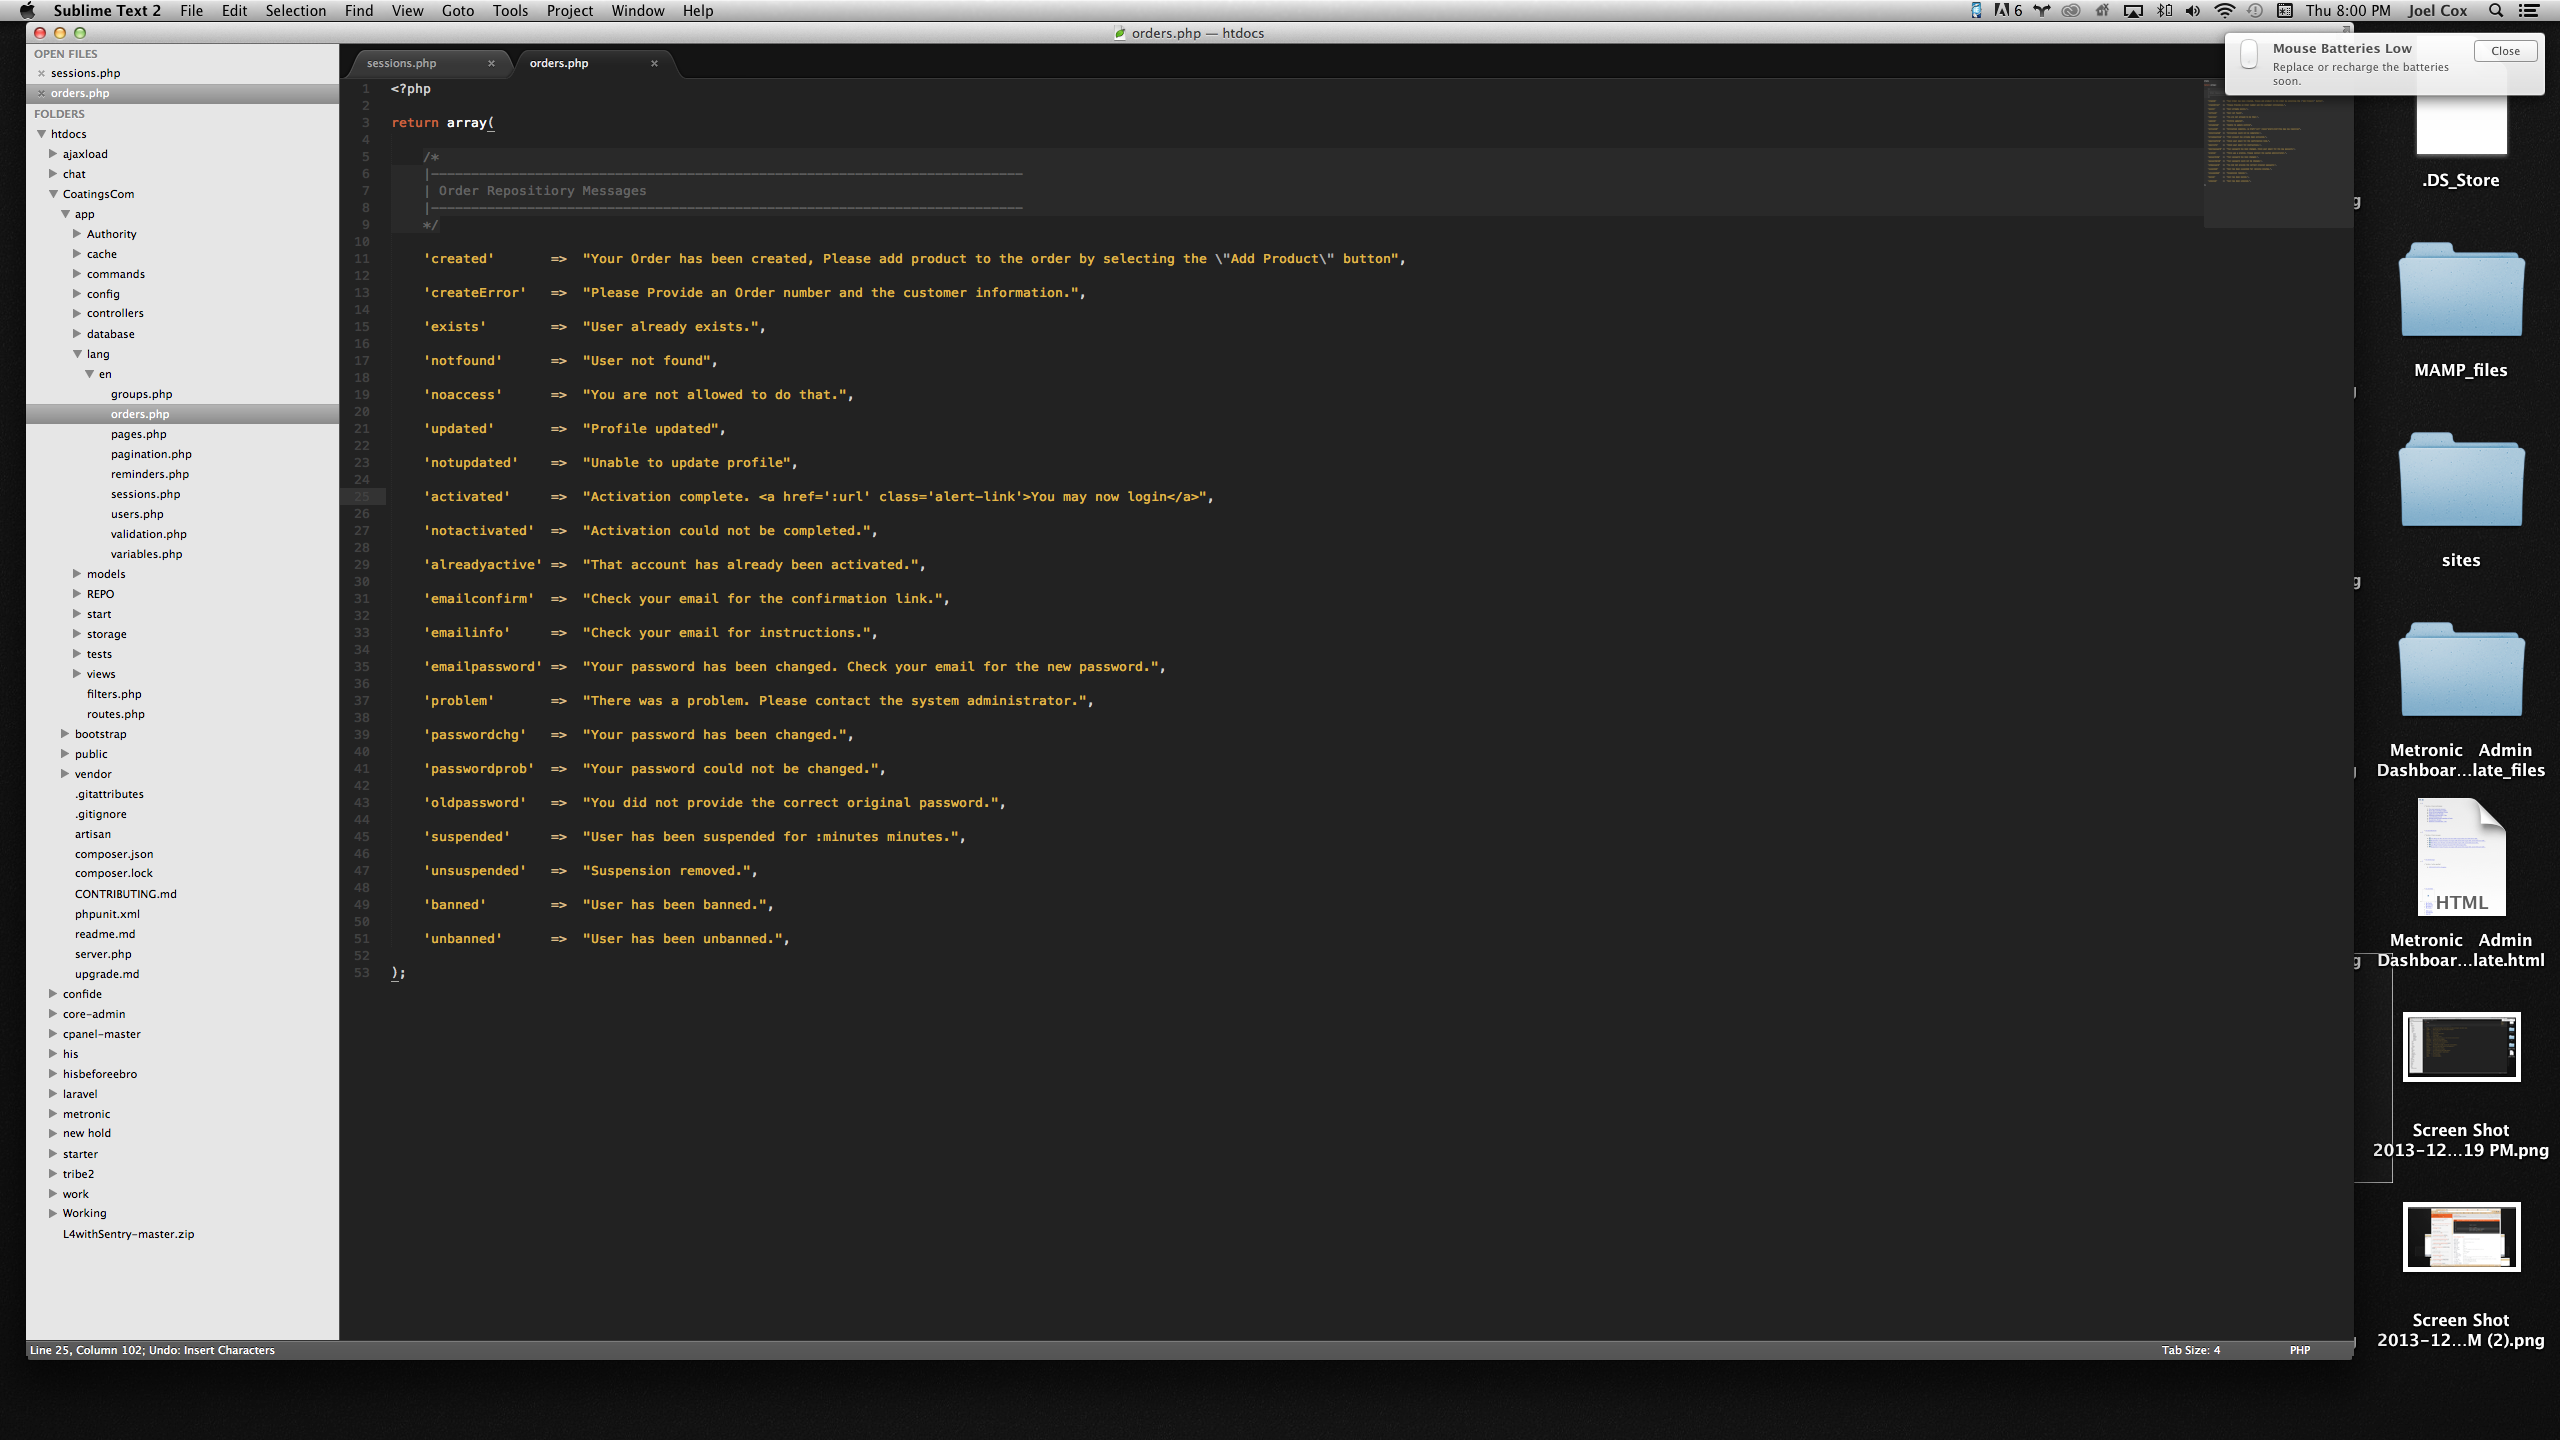 Sublime Text 2 File Edit Selection Find View Goto Tools Project Window Help
6 Thu 8:00 PM Joel Cox
orders.php — htdocs
Mouse Batteries Low
Replace or recharge the batteries
soon.
Close
OPEN FILES
sessions.php
orders.php
FOLDERS
htdocs
ajaxload
chat
CoatingsCom
app
Authority
cache
commands
config
controllers
database
lang
en
groups.php
orders.php
pages.php
pagination.php
reminders.php
sessions.php
users.php
validation.php
variables.php
models
REPO
start
storage
tests
views
filters.php
routes.php
bootstrap
public
vendor
.gitattributes
.gitignore
artisan
composer.json
composer.lock
CONTRIBUTING.md
phpunit.xml
readme.md
server.php
upgrade.md
confide
core-admin
cpanel-master
his
hisbeforeebro
laravel
metronic
new hold
starter
tribe2
work
Working
L4withSentry-master.zip
sessions.php orders.php
1 <?php
2
3 return array(
4
5 /*
6 |--------------------------------------------------------------------------
7 | Order Repositiory Messages
8 |--------------------------------------------------------------------------
9 */
10
11 'created' => "Your Order has been created, Please add product to the order by selecting the \"Add Product\" button",
12
13 'createError' => "Please Provide an Order number and the customer information.",
14
15 'exists' => "User already exists.",
16
17 'notfound' => "User not found",
18
19 'noaccess' => "You are not allowed to do that.",
20
21 'updated' => "Profile updated",
22
23 'notupdated' => "Unable to update profile",
24
25 'activated' => "Activation complete. <a href=':url' class='alert-link'>You may now login</a>",
26
27 'notactivated' => "Activation could not be completed.",
28
29 'alreadyactive' => "That account has already been activated.",
30
31 'emailconfirm' => "Check your email for the confirmation link.",
32
33 'emailinfo' => "Check your email for instructions.",
34
35 'emailpassword' => "Your password has been changed. Check your email for the new password.",
36
37 'problem' => "There was a problem. Please contact the system administrator.",
38
39 'passwordchg' => "Your password has been changed.",
40
41 'passwordprob' => "Your password could not be changed.",
42
43 'oldpassword' => "You did not provide the correct original password.",
44
45 'suspended' => "User has been suspended for :minutes minutes.",
46
47 'unsuspended' => "Suspension removed.",
48
49 'banned' => "User has been banned.",
50
51 'unbanned' => "User has been unbanned.",
52
53 );
Line 25, Column 102; Undo: Insert Characters Tab Size: 4 PHP
.DS_Store
MAMP_files
sites
Metronic Admin
Dashboar...late_files
HTML
Metronic Admin
Dashboar...late.html
Screen Shot
2013-12...19 PM.png
Screen Shot
2013-12...M (2).png